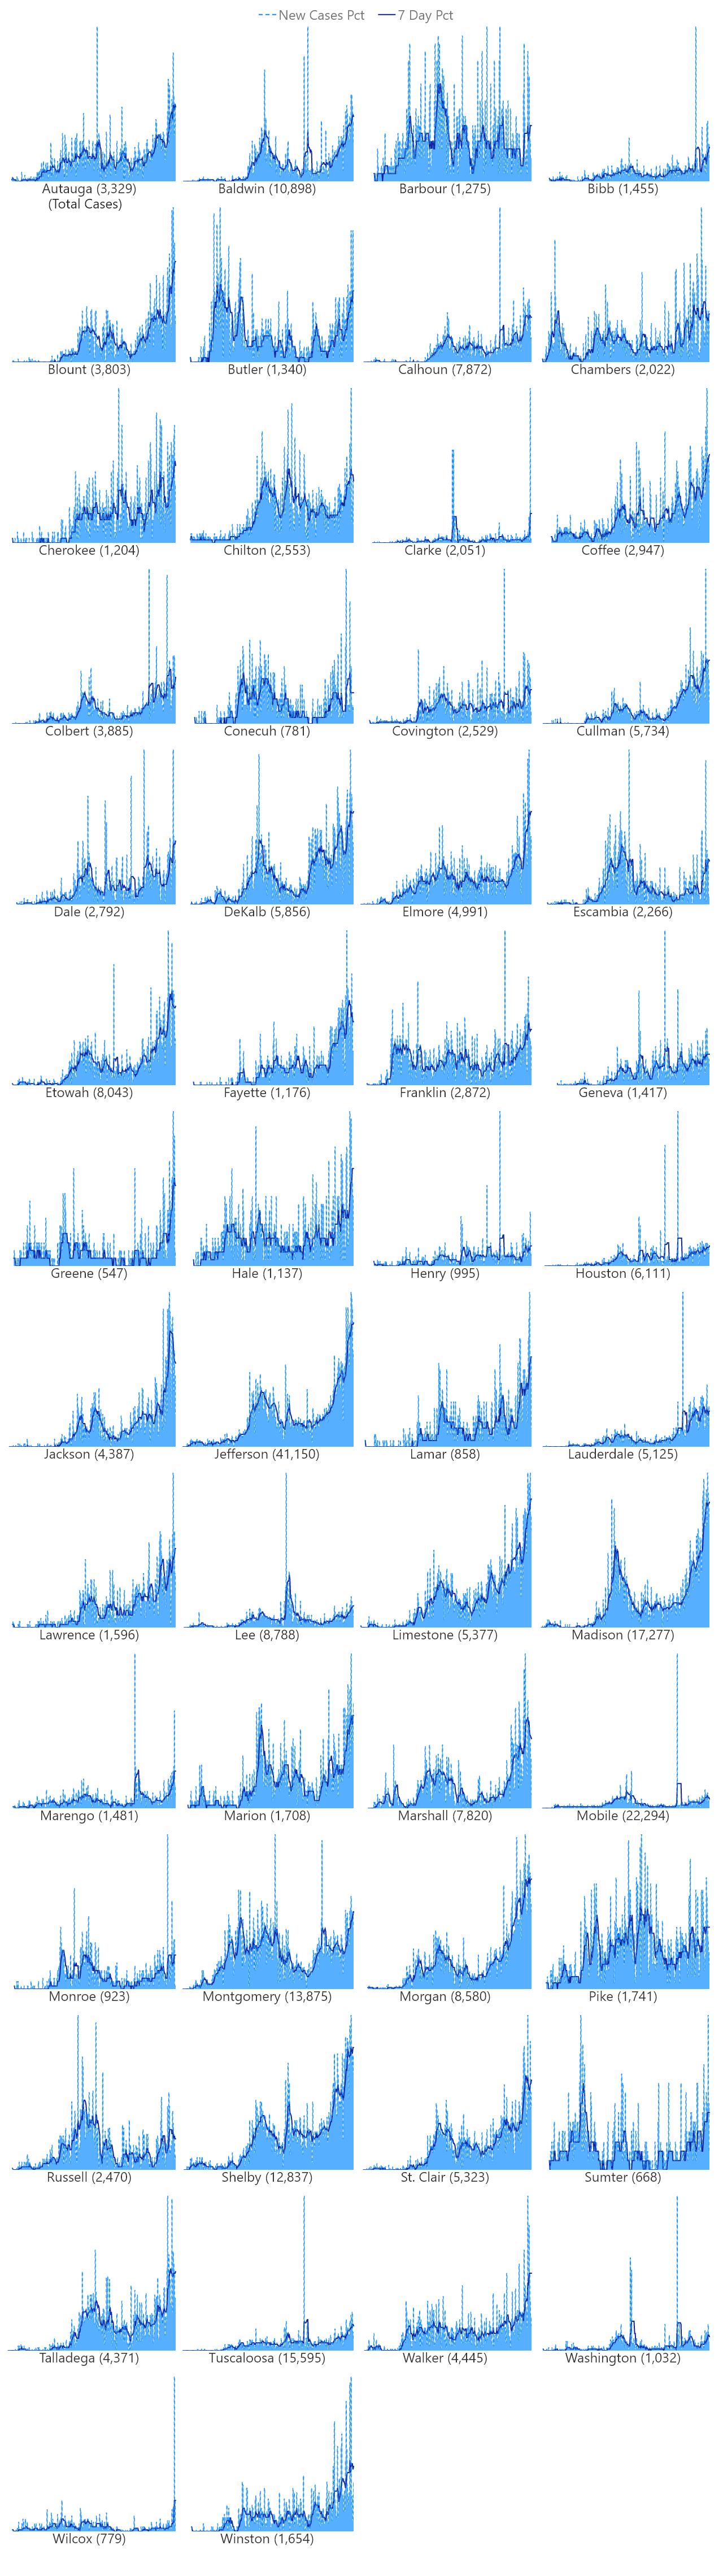 New Cases Pct 7 Day Pct
Autauga (3,329) Baldwin (10,898) Barbour (1,275) Bibb (1,455)
(Total Cases)
Blount (3,803) Butler (1,340) Calhoun (7,872) Chambers (2,022)
Cherokee (1,204) Chilton (2,553) Clarke (2,051) Coffee (2,947)
Colbert (3,885) Conecuh (781) Covington (2,529) Cullman (5,734)
Dale (2,792) DeKalb (5,856) Elmore (4,991) Escambia (2,266)
Etowah (8,043) Fayette (1,176) Franklin (2,872) Geneva (1,417)
Greene (547) Hale (1,137) Henry (995) Houston (6,111)
Jackson (4,387) Jefferson (41,150) Lamar (858) Lauderdale (5,125)
Lawrence (1,596) Lee (8,788) Limestone (5,377) Madison (17,277)
Marengo (1,481) Marion (1,708) Marshall (7,820) Mobile (22,294)
Monroe (923) Montgomery (13,875) Morgan (8,580) Pike (1,741)
Russell (2,470) Shelby (12,837) St. Clair (5,323) Sumter (668)
Talladega (4,371) Tuscaloosa (15,595) Walker (4,445) Washington (1,032)
Wilcox (779) Winston (1,654)